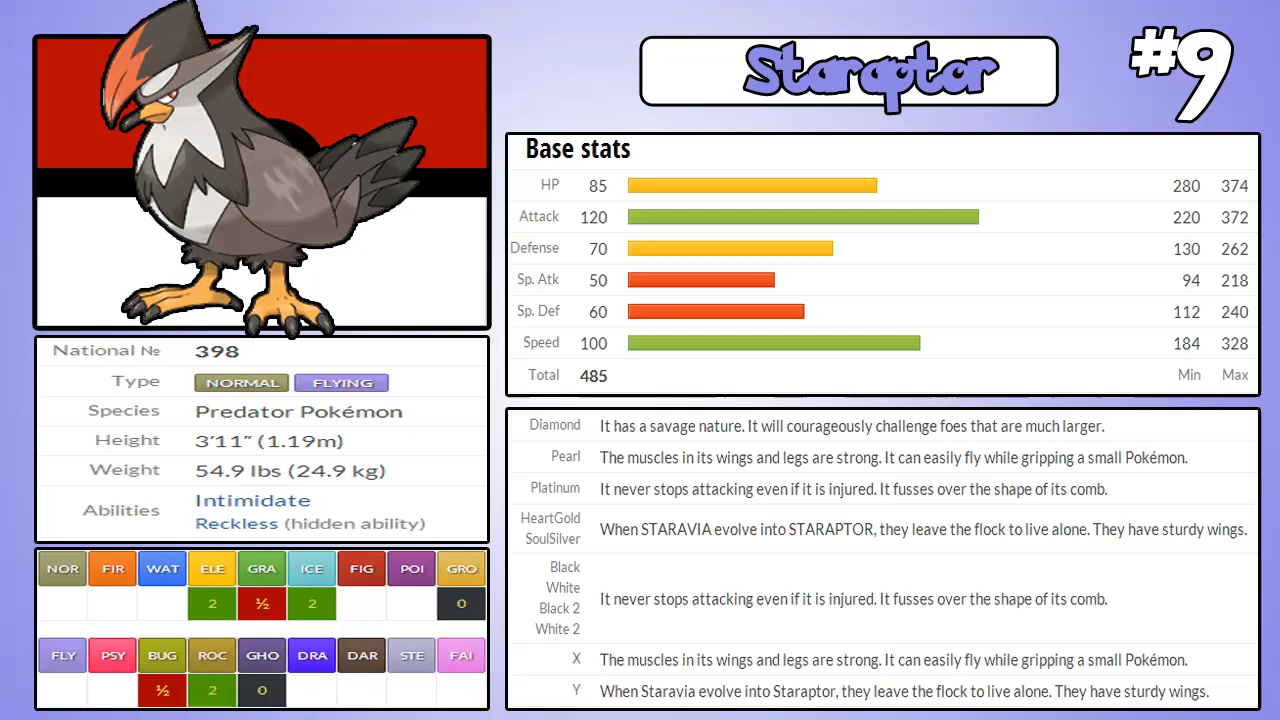 Staraptor
#9
National № 398
Type NORMAL FLYING
Species Predator Pokémon
Height 3'11" (1.19m)
Weight 54.9 lbs (24.9 kg)
Abilities Intimidate
Reckless (hidden ability)
NOR FIR WAT ELE GRA ICE FIG POI GRO
2 ½ 2 0
FLY PSY BUG ROC GHO DRA DAR STE FAI
½ 2 0
Base stats
HP 85 280 374
Attack 120 220 372
Defense 70 130 262
Sp. Atk 50 94 218
Sp. Def 60 112 240
Speed 100 184 328
Total 485 Min Max
Diamond It has a savage nature. It will courageously challenge foes that are much larger.
Pearl The muscles in its wings and legs are strong. It can easily fly while gripping a small Pokémon.
Platinum It never stops attacking even if it is injured. It fusses over the shape of its comb.
HeartGold
SoulSilver When STARAVIA evolve into STARAPTOR, they leave the flock to live alone. They have sturdy wings.
Black
White
Black 2
White 2 It never stops attacking even if it is injured. It fusses over the shape of its comb.
X The muscles in its wings and legs are strong. It can easily fly while gripping a small Pokémon.
Y When Staravia evolve into Staraptor, they leave the flock to live alone. They have sturdy wings.